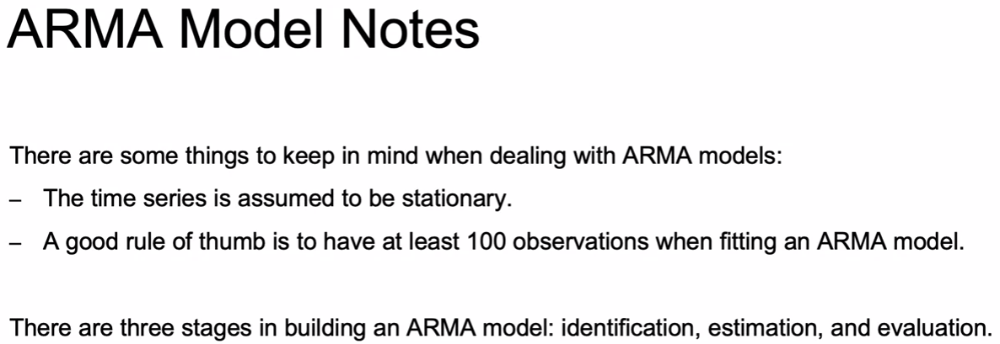 ARMA Model Notes
There are some things to keep in mind when dealing with ARMA models:
– The time series is assumed to be stationary.
– A good rule of thumb is to have at least 100 observations when fitting an ARMA model.
There are three stages in building an ARMA model: identification, estimation, and evaluation.